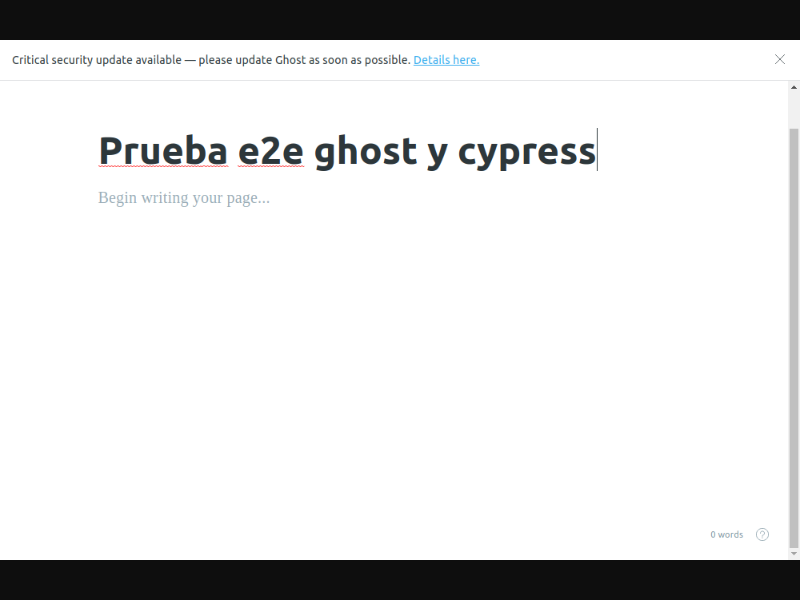 Critical security update available — please update Ghost as soon as possible. Details here.
Prueba e2e ghost y cypress
Begin writing your page...
0 words
?